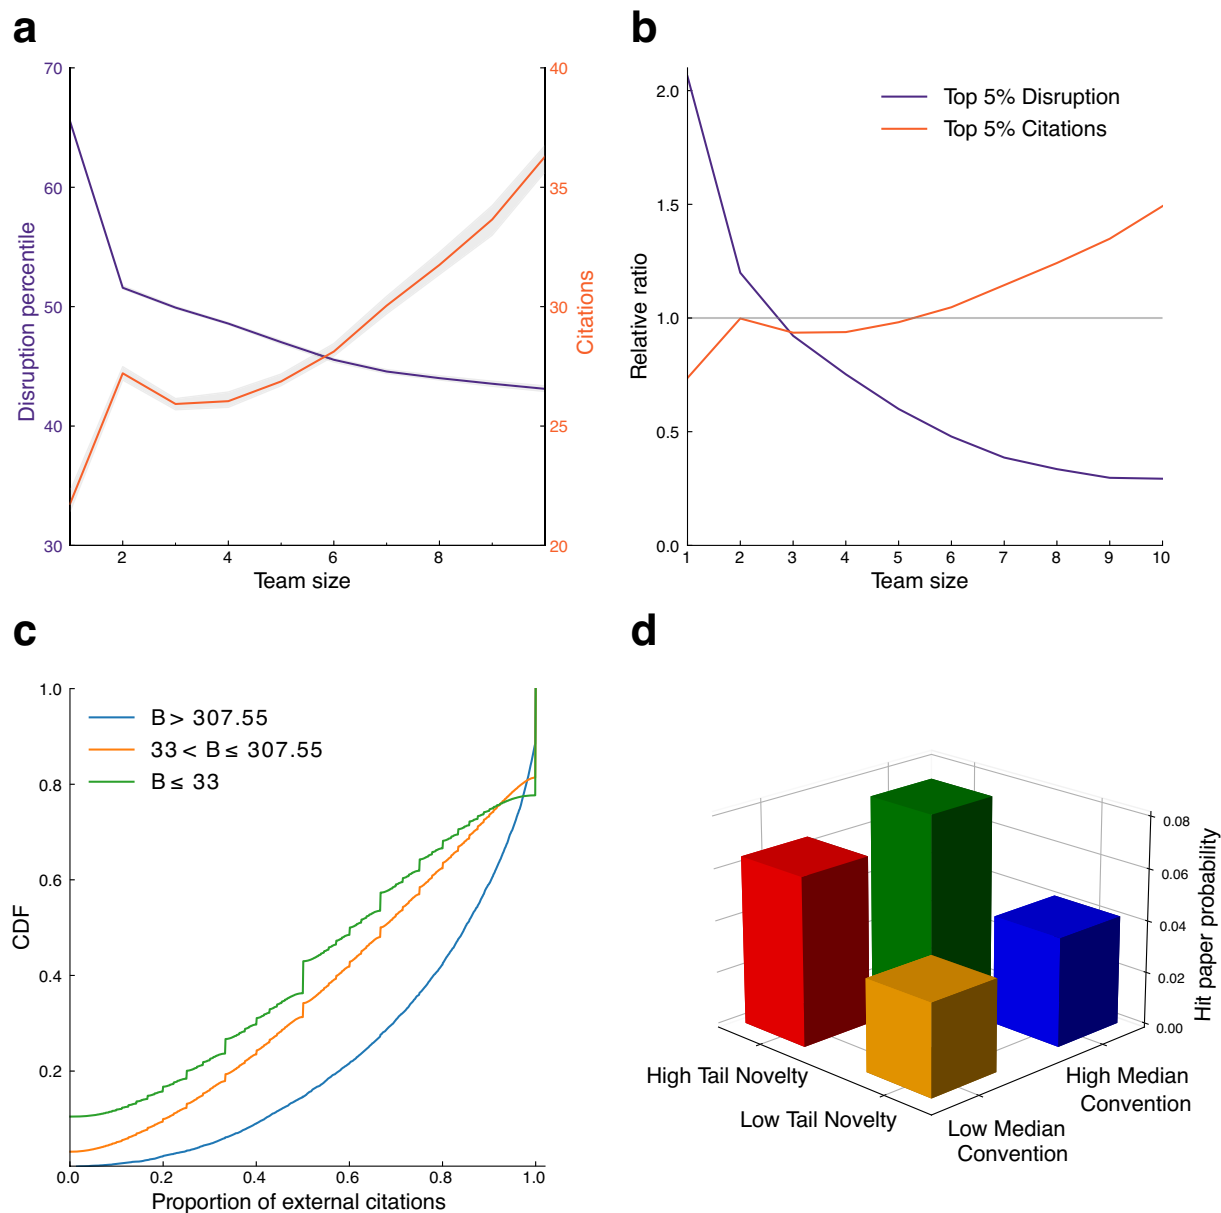 a
70
60
50
40
30
Disruption percentile
40
35
30
25
20
Citations
2
4
6
8
Team size
b
Top 5% Disruption
Top 5% Citations
2.0
1.5
1.0
0.5
0.0
Relative ratio
1
2
3
4
5
6
7
8
9
10
Team size
c
B > 307.55
33 < B ≤ 307.55
B ≤ 33
1.0
0.8
0.6
0.4
0.2
CDF
0.0
0.2
0.4
0.6
0.8
1.0
Proportion of external citations
d
0.08
0.06
0.04
0.02
0.00
Hit paper probability
High Tail Novelty
Low Tail Novelty
Low Median
Convention
High Median
Convention